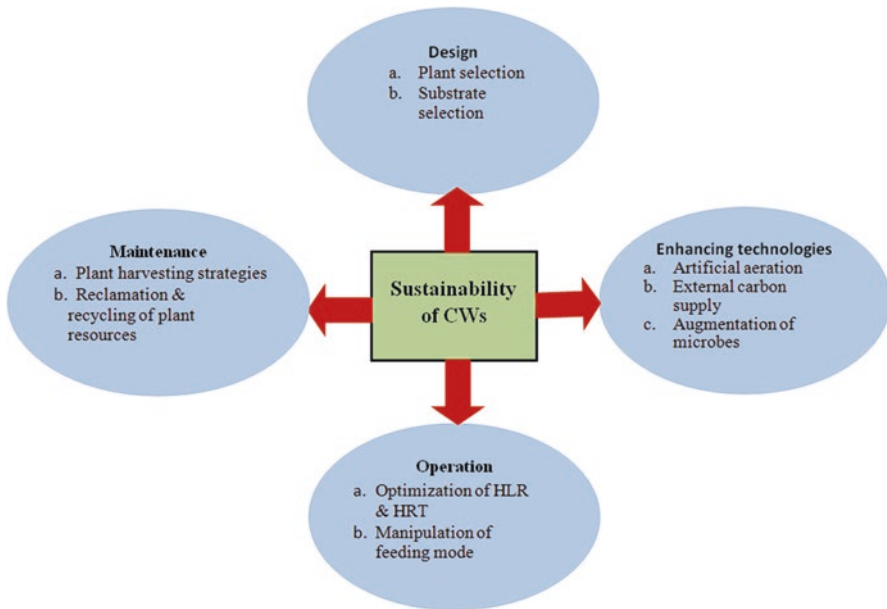 Design
a. Plant selection
b. Substrate
selection
Maintenance
a. Plant harvesting strategies
b. Reclamation &
recycling of plant
resources
Sustainability
of CWs
Enhancing technologies
a. Artificial aeration
b. External carbon
supply
c. Augmentation of
microbes
Operation
a. Optimization of HLR
& HRT
b. Manipulation of
feeding mode